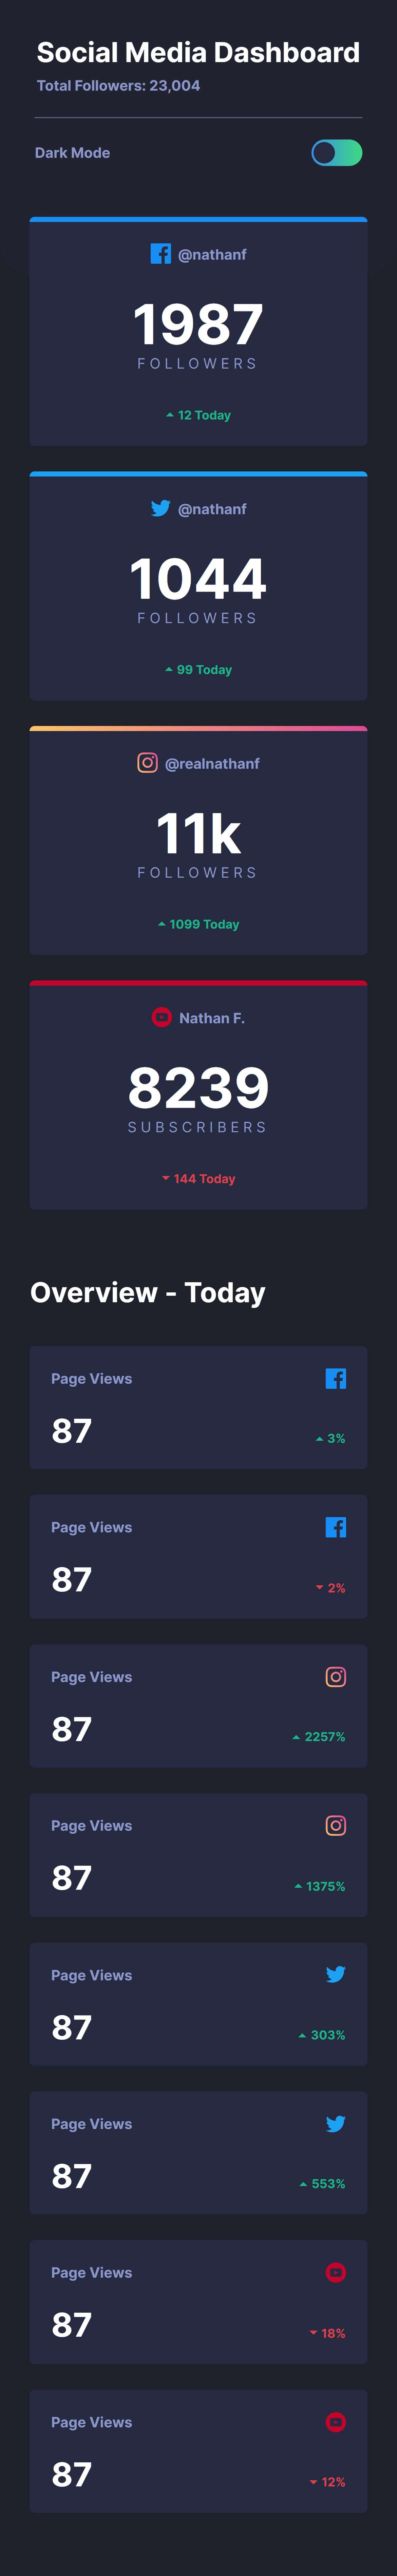 Social Media Dashboard
Total Followers: 23,004
Dark Mode
@nathanf
1987
FOLLOWERS
12 Today
@nathanf
1044
FOLLOWERS
99 Today
@realnathanf
11k
FOLLOWERS
1099 Today
Nathan F.
8239
SUBSCRIBERS
144 Today
Overview - Today
Page Views
87
3%
Page Views
87
2%
Page Views
87
2257%
Page Views
87
1375%
Page Views
87
303%
Page Views
87
553%
Page Views
87
18%
Page Views
87
12%